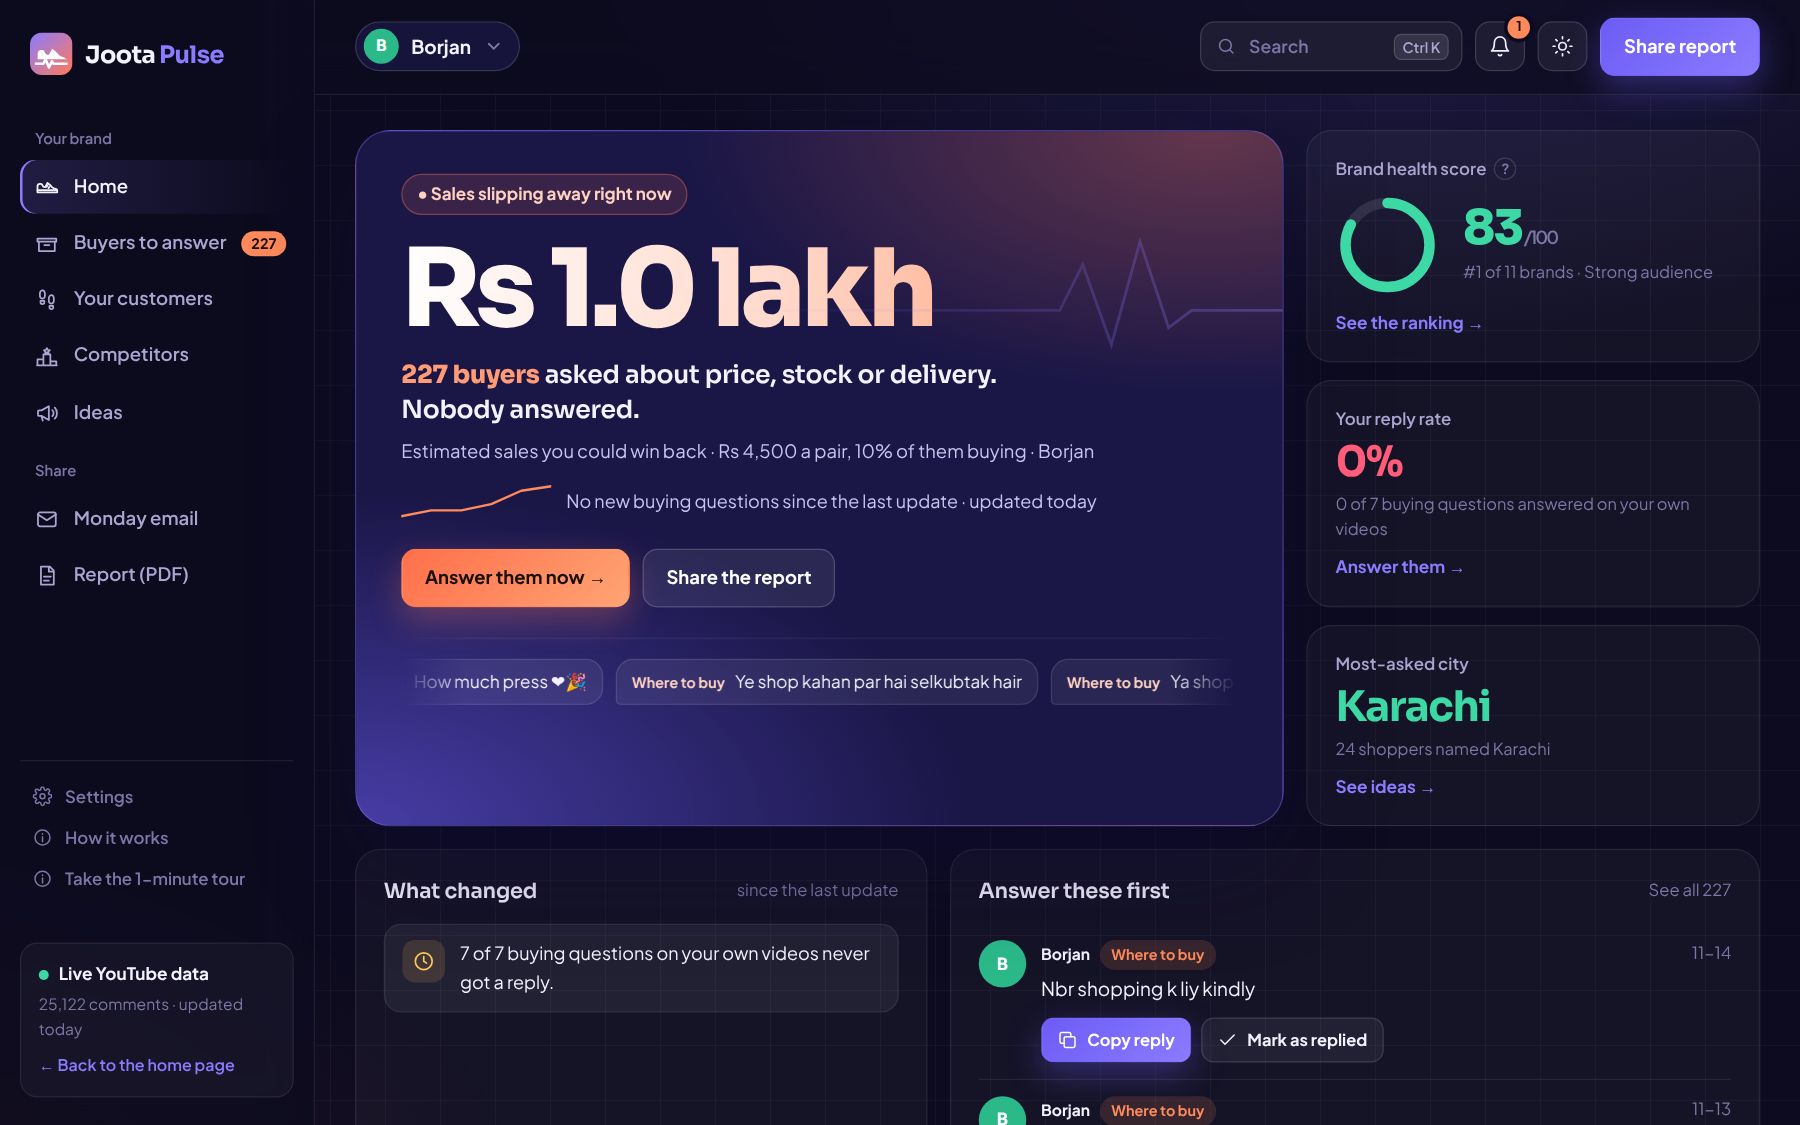 Joota Pulse
Your brand
Home
Buyers to answer 227
Your customers
Competitors
Ideas
Share
Monday email
Report (PDF)
Settings
How it works
Take the 1-minute tour
Live YouTube data
25,122 comments · updated
today
← Back to the home page
B Borjan
Search Ctrl K
1
Share report
• Sales slipping away right now
Rs 1.0 lakh
227 buyers asked about price, stock or delivery.
Nobody answered.
Estimated sales you could win back · Rs 4,500 a pair, 10% of them buying · Borjan
No new buying questions since the last update · updated today
Answer them now →
Share the report
How much press ❤🎉
Where to buy Ye shop kahan par hai selkubtak hair
Where to buy Ya shop
Brand health score ?
83/100
#1 of 11 brands · Strong audience
See the ranking →
Your reply rate
0%
0 of 7 buying questions answered on your own
videos
Answer them →
Most-asked city
Karachi
24 shoppers named Karachi
See ideas →
What changed since the last update
7 of 7 buying questions on your own videos never
got a reply.
Answer these first See all 227
B Borjan Where to buy 11-14
Nbr shopping k liy kindly
Copy reply Mark as replied
B Borjan Where to buy 11-13